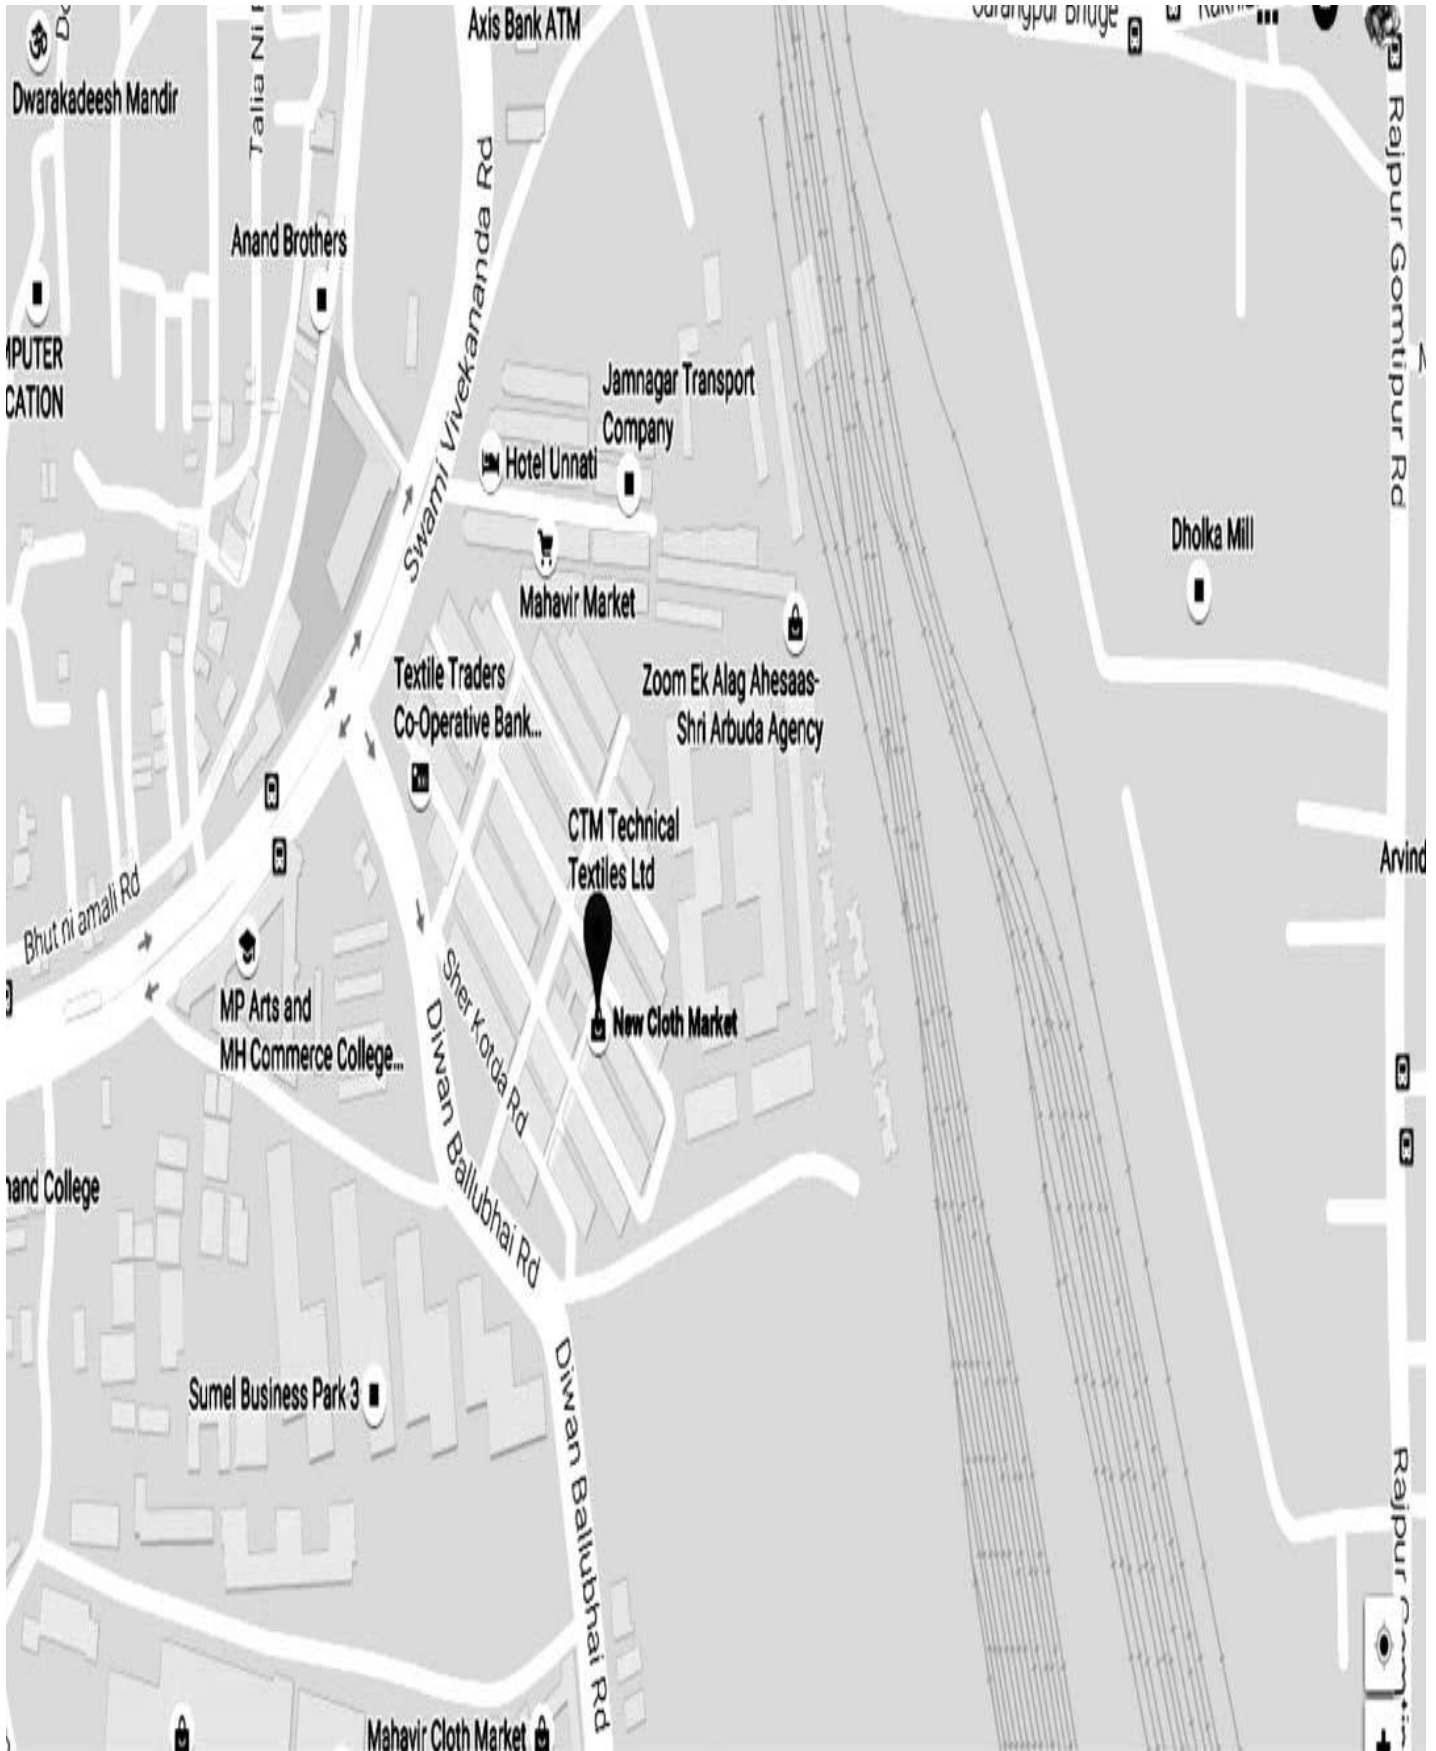 Axis Bank ATM
Sarangpur Bridge
Dwarakadeesh Mandir
Talia Ni
Rajpur Gomtipur Rd
Swami Vivekananda Rd
Anand Brothers
MPUTER
CATION
Jamnagar Transport
Company
Hotel Unnati
Dholka Mill
Mahavir Market
Textile Traders
Co-Operative Bank...
Zoom Ek Alag Ahesaas-
Shri Arbuda Agency
CTM Technical
Textiles Ltd
Arvind
Bhut ni amali Rd
MP Arts and
MH Commerce College...
Sher Kotda Rd
New Cloth Market
Diwan Ballubhai Rd
nand College
Sumel Business Park 3
Diwan Ballubhai Rd
Rajpur
Mahavir Cloth Market